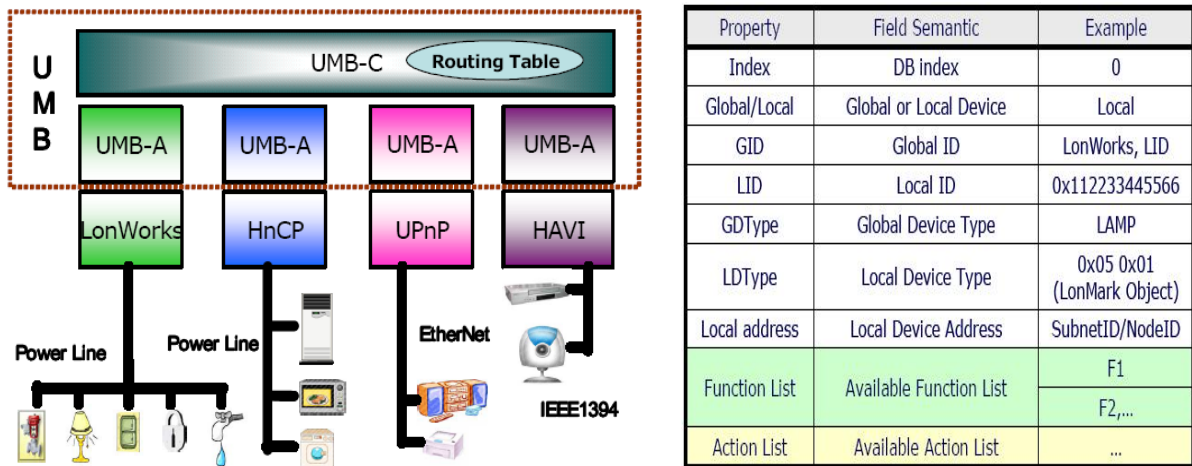 U
M
B
UMB-C
Routing Table
UMB-A
UMB-A
UMB-A
UMB-A
LonWorks
HnCP
UPnP
HAVI
Power Line
Power Line
EtherNet
IEEE1394
Property Field Semantic Example
Index DB index 0
Global/Local Global or Local Device Local
GID Global ID LonWorks, LID
LID Local ID 0x112233445566
GDType Global Device Type LAMP
LDType Local Device Type 0x05 0x01
(LonMark Object)
Local address Local Device Address SubnetID/NodeID
Function List Available Function List F1
F2,...
Action List Available Action List ...